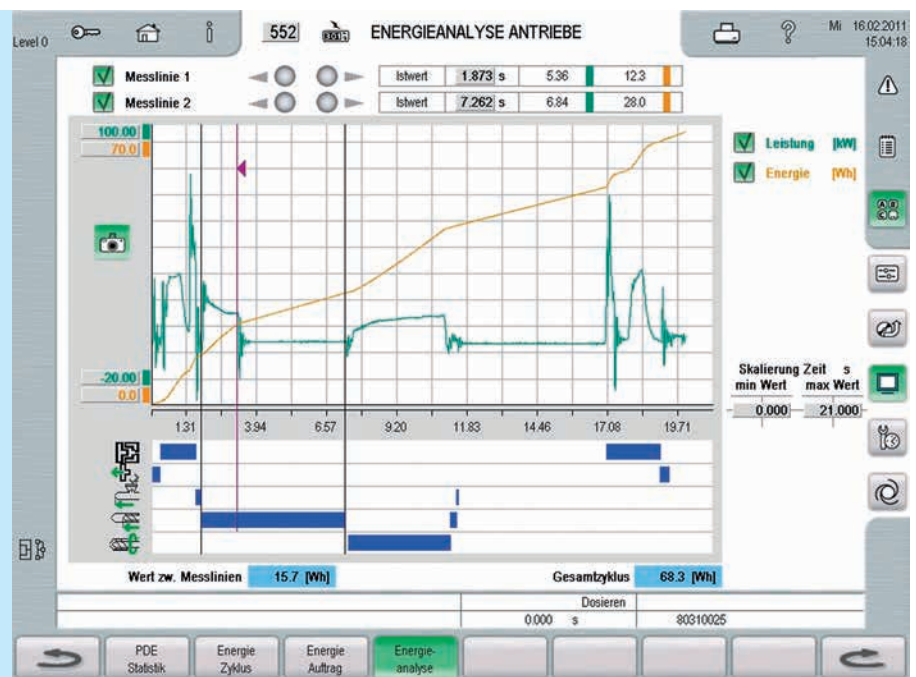 Level 0
552 ENERGIEANALYSE ANTRIEBE
Mi 16.02.2011
15:04:18
Messlinie 1 Istwert 1.873 s 5.36 12.3
Messlinie 2 Istwert 7.262 s 6.84 28.0
100.00
70.0
Leistung [kW]
Energie [Wh]
-20.00
0.0
Skalierung Zeit s
min Wert max Wert
0.000 21.000
1.31 3.94 6.57 9.20 11.83 14.46 17.08 19.71
Wert zw. Messlinien 15.7 [Wh] Gesamtzyklus 68.3 [Wh]
Dosieren
0.000 s 80310025
PDE Energie Energie Energie-
Statistik Zyklus Auftrag analyse